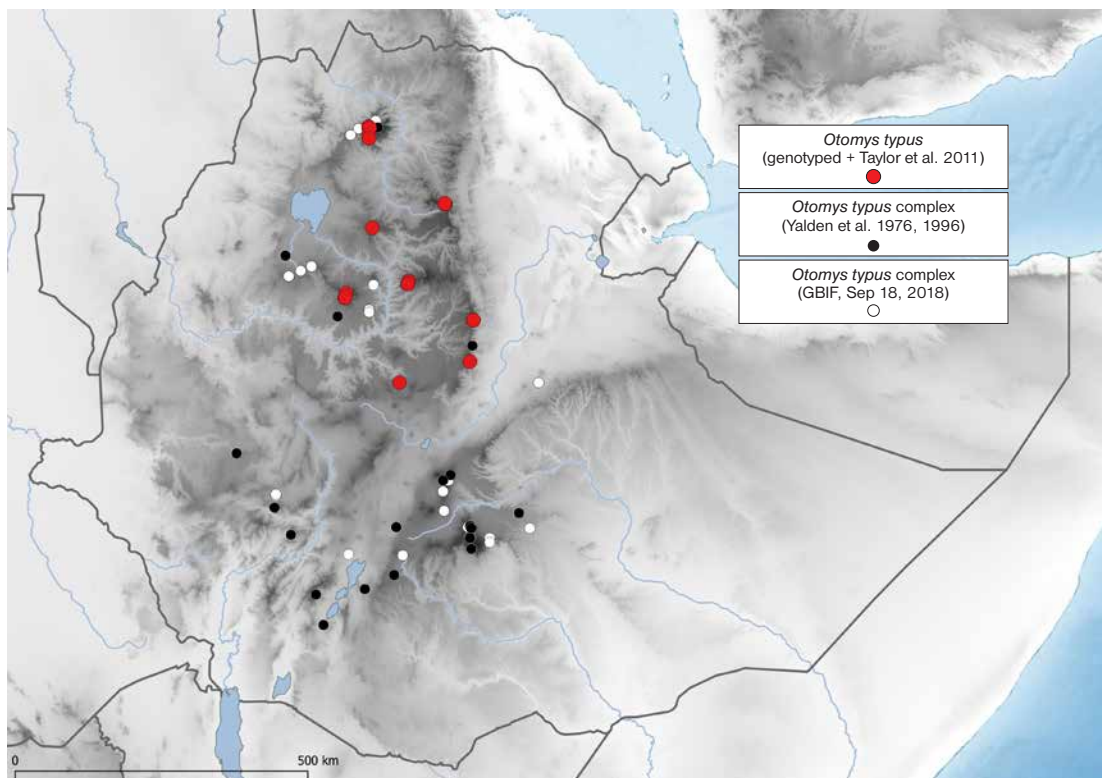 Otomys typus
(genotyped + Taylor et al. 2011)
Otomys typus complex
(Yalden et al. 1976, 1996)
Otomys typus complex
(GBIF, Sep 18, 2018)
0 500 km